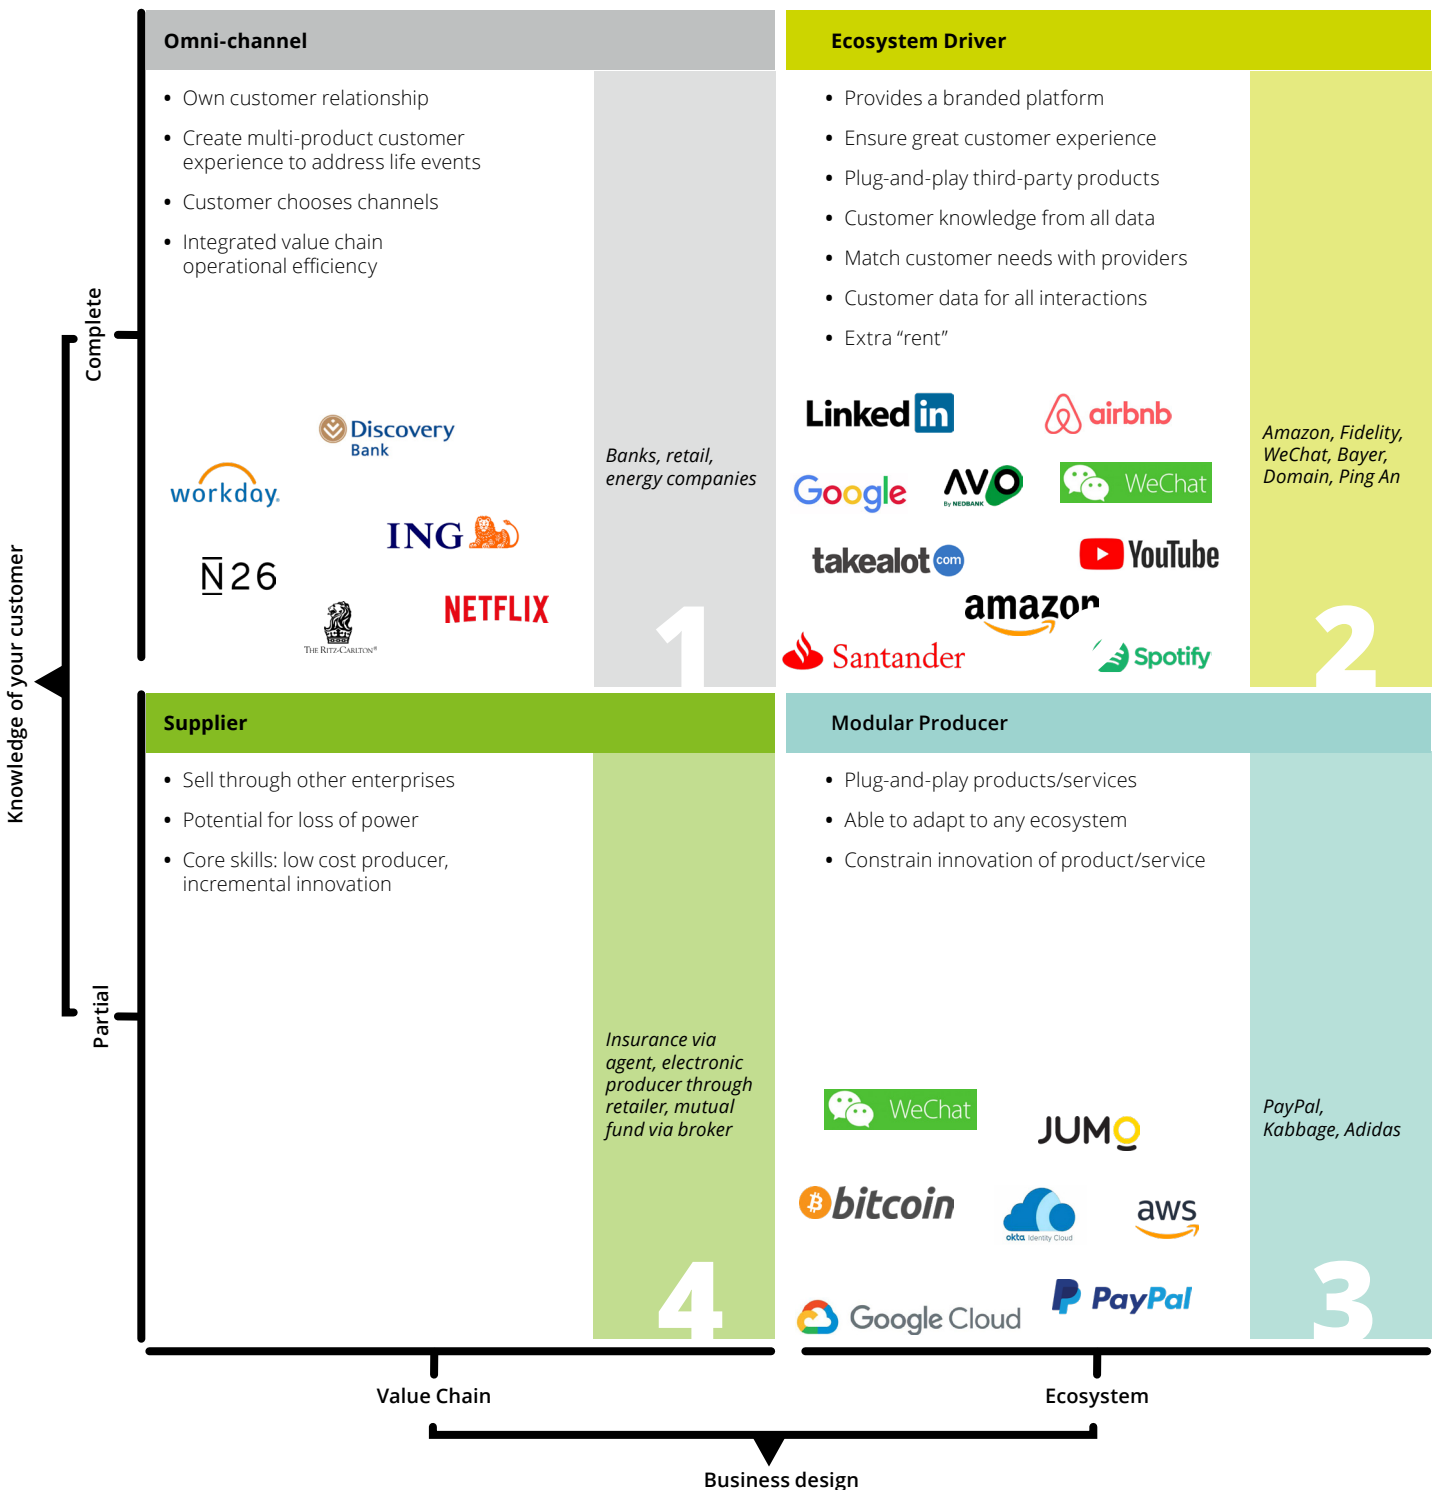 Omni-channel
• Own customer relationship
• Create multi-product customer
experience to address life events
• Customer chooses channels
• Integrated value chain
operational efficiency
Discovery
Bank
workday.
ING
N26
THE RITZ-CARLTON®
NETFLIX
Banks, retail,
energy companies
1
Ecosystem Driver
• Provides a branded platform
• Ensure great customer experience
• Plug-and-play third-party products
• Customer knowledge from all data
• Match customer needs with providers
• Customer data for all interactions
• Extra “rent”
Linked in
airbnb
Google
AVO
By NEDBANK
WeChat
takealot com
YouTube
amazon
Santander
Spotify
Amazon, Fidelity,
WeChat, Bayer,
Domain, Ping An
2
Supplier
• Sell through other enterprises
• Potential for loss of power
• Core skills: low cost producer,
incremental innovation
Insurance via
agent, electronic
producer through
retailer, mutual
fund via broker
4
Modular Producer
• Plug-and-play products/services
• Able to adapt to any ecosystem
• Constrain innovation of product/service
WeChat
JUMO
bitcoin
okta Identity Cloud
aws
Google Cloud
PayPal
PayPal,
Kabbage, Adidas
3
Knowledge of your customer
Complete
Partial
Value Chain
Ecosystem
Business design